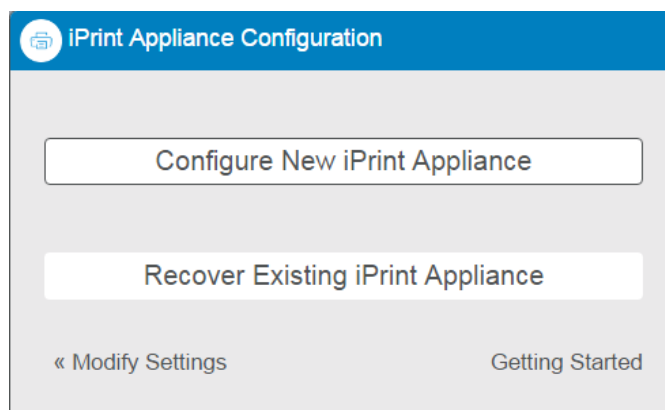 iPrint Appliance Configuration
Configure New iPrint Appliance
Recover Existing iPrint Appliance
« Modify Settings
Getting Started